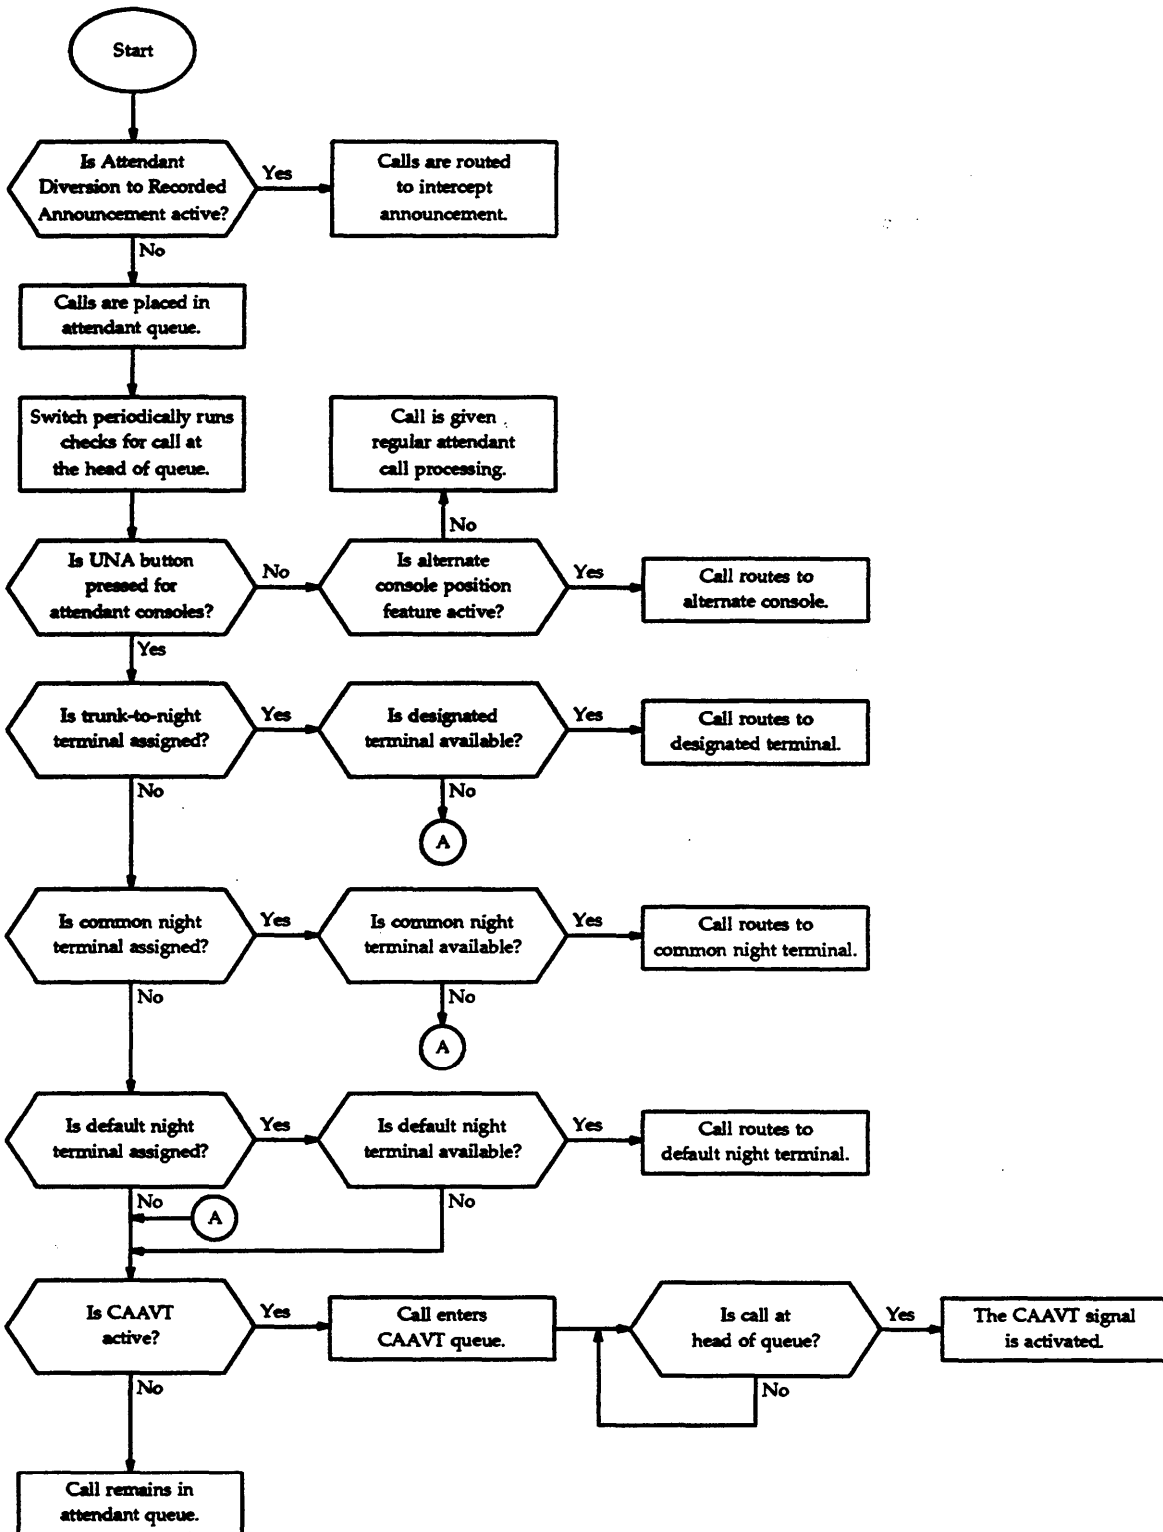 Start
Is Attendant
Diversion to Recorded
Announcement active?
Yes
Calls are routed
to intercept
announcement.
No
Calls are placed in
attendant queue.
Switch periodically runs
checks for call at
the head of queue.
Call is given
regular attendant
call processing.
No
Is UNA button
pressed for
attendant consoles?
No
Is alternate
console position
feature active?
Yes
Call routes to
alternate console.
Yes
Is trunk-to-night
terminal assigned?
Yes
Is designated
terminal available?
Yes
Call routes to
designated terminal.
No
No
A
Is common night
terminal assigned?
Yes
Is common night
terminal available?
Yes
Call routes to
common night terminal.
No
No
A
Is default night
terminal assigned?
Yes
Is default night
terminal available?
Yes
Call routes to
default night terminal.
No
A
No
Is CAAVT
active?
Yes
Call enters
CAAVT queue.
Is call at
head of queue?
Yes
The CAAVT signal
is activated.
No
No
Call remains in
attendant queue.